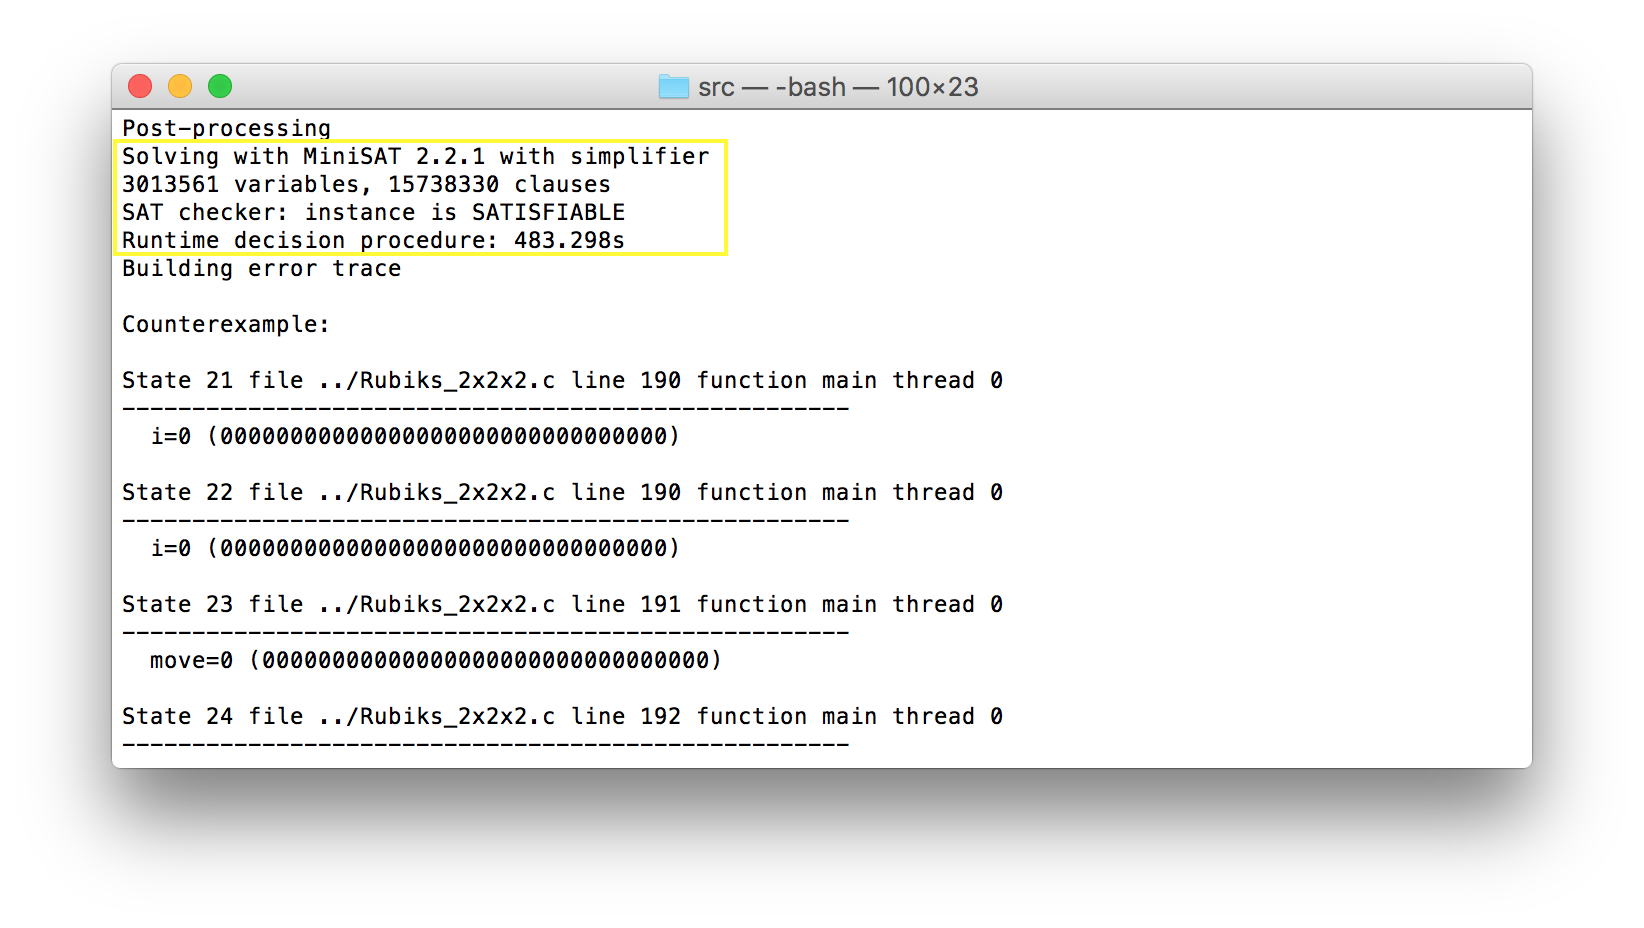 src — -bash — 100×23
Post-processing
Solving with MiniSAT 2.2.1 with simplifier
3013561 variables, 15738330 clauses
SAT checker: instance is SATISFIABLE
Runtime decision procedure: 483.298s
Building error trace
Counterexample:
State 21 file ../Rubiks_2x2x2.c line 190 function main thread 0
----------------------------------------------------
i=0 (00000000000000000000000000000000)
State 22 file ../Rubiks_2x2x2.c line 190 function main thread 0
----------------------------------------------------
i=0 (00000000000000000000000000000000)
State 23 file ../Rubiks_2x2x2.c line 191 function main thread 0
----------------------------------------------------
move=0 (00000000000000000000000000000000)
State 24 file ../Rubiks_2x2x2.c line 192 function main thread 0
----------------------------------------------------